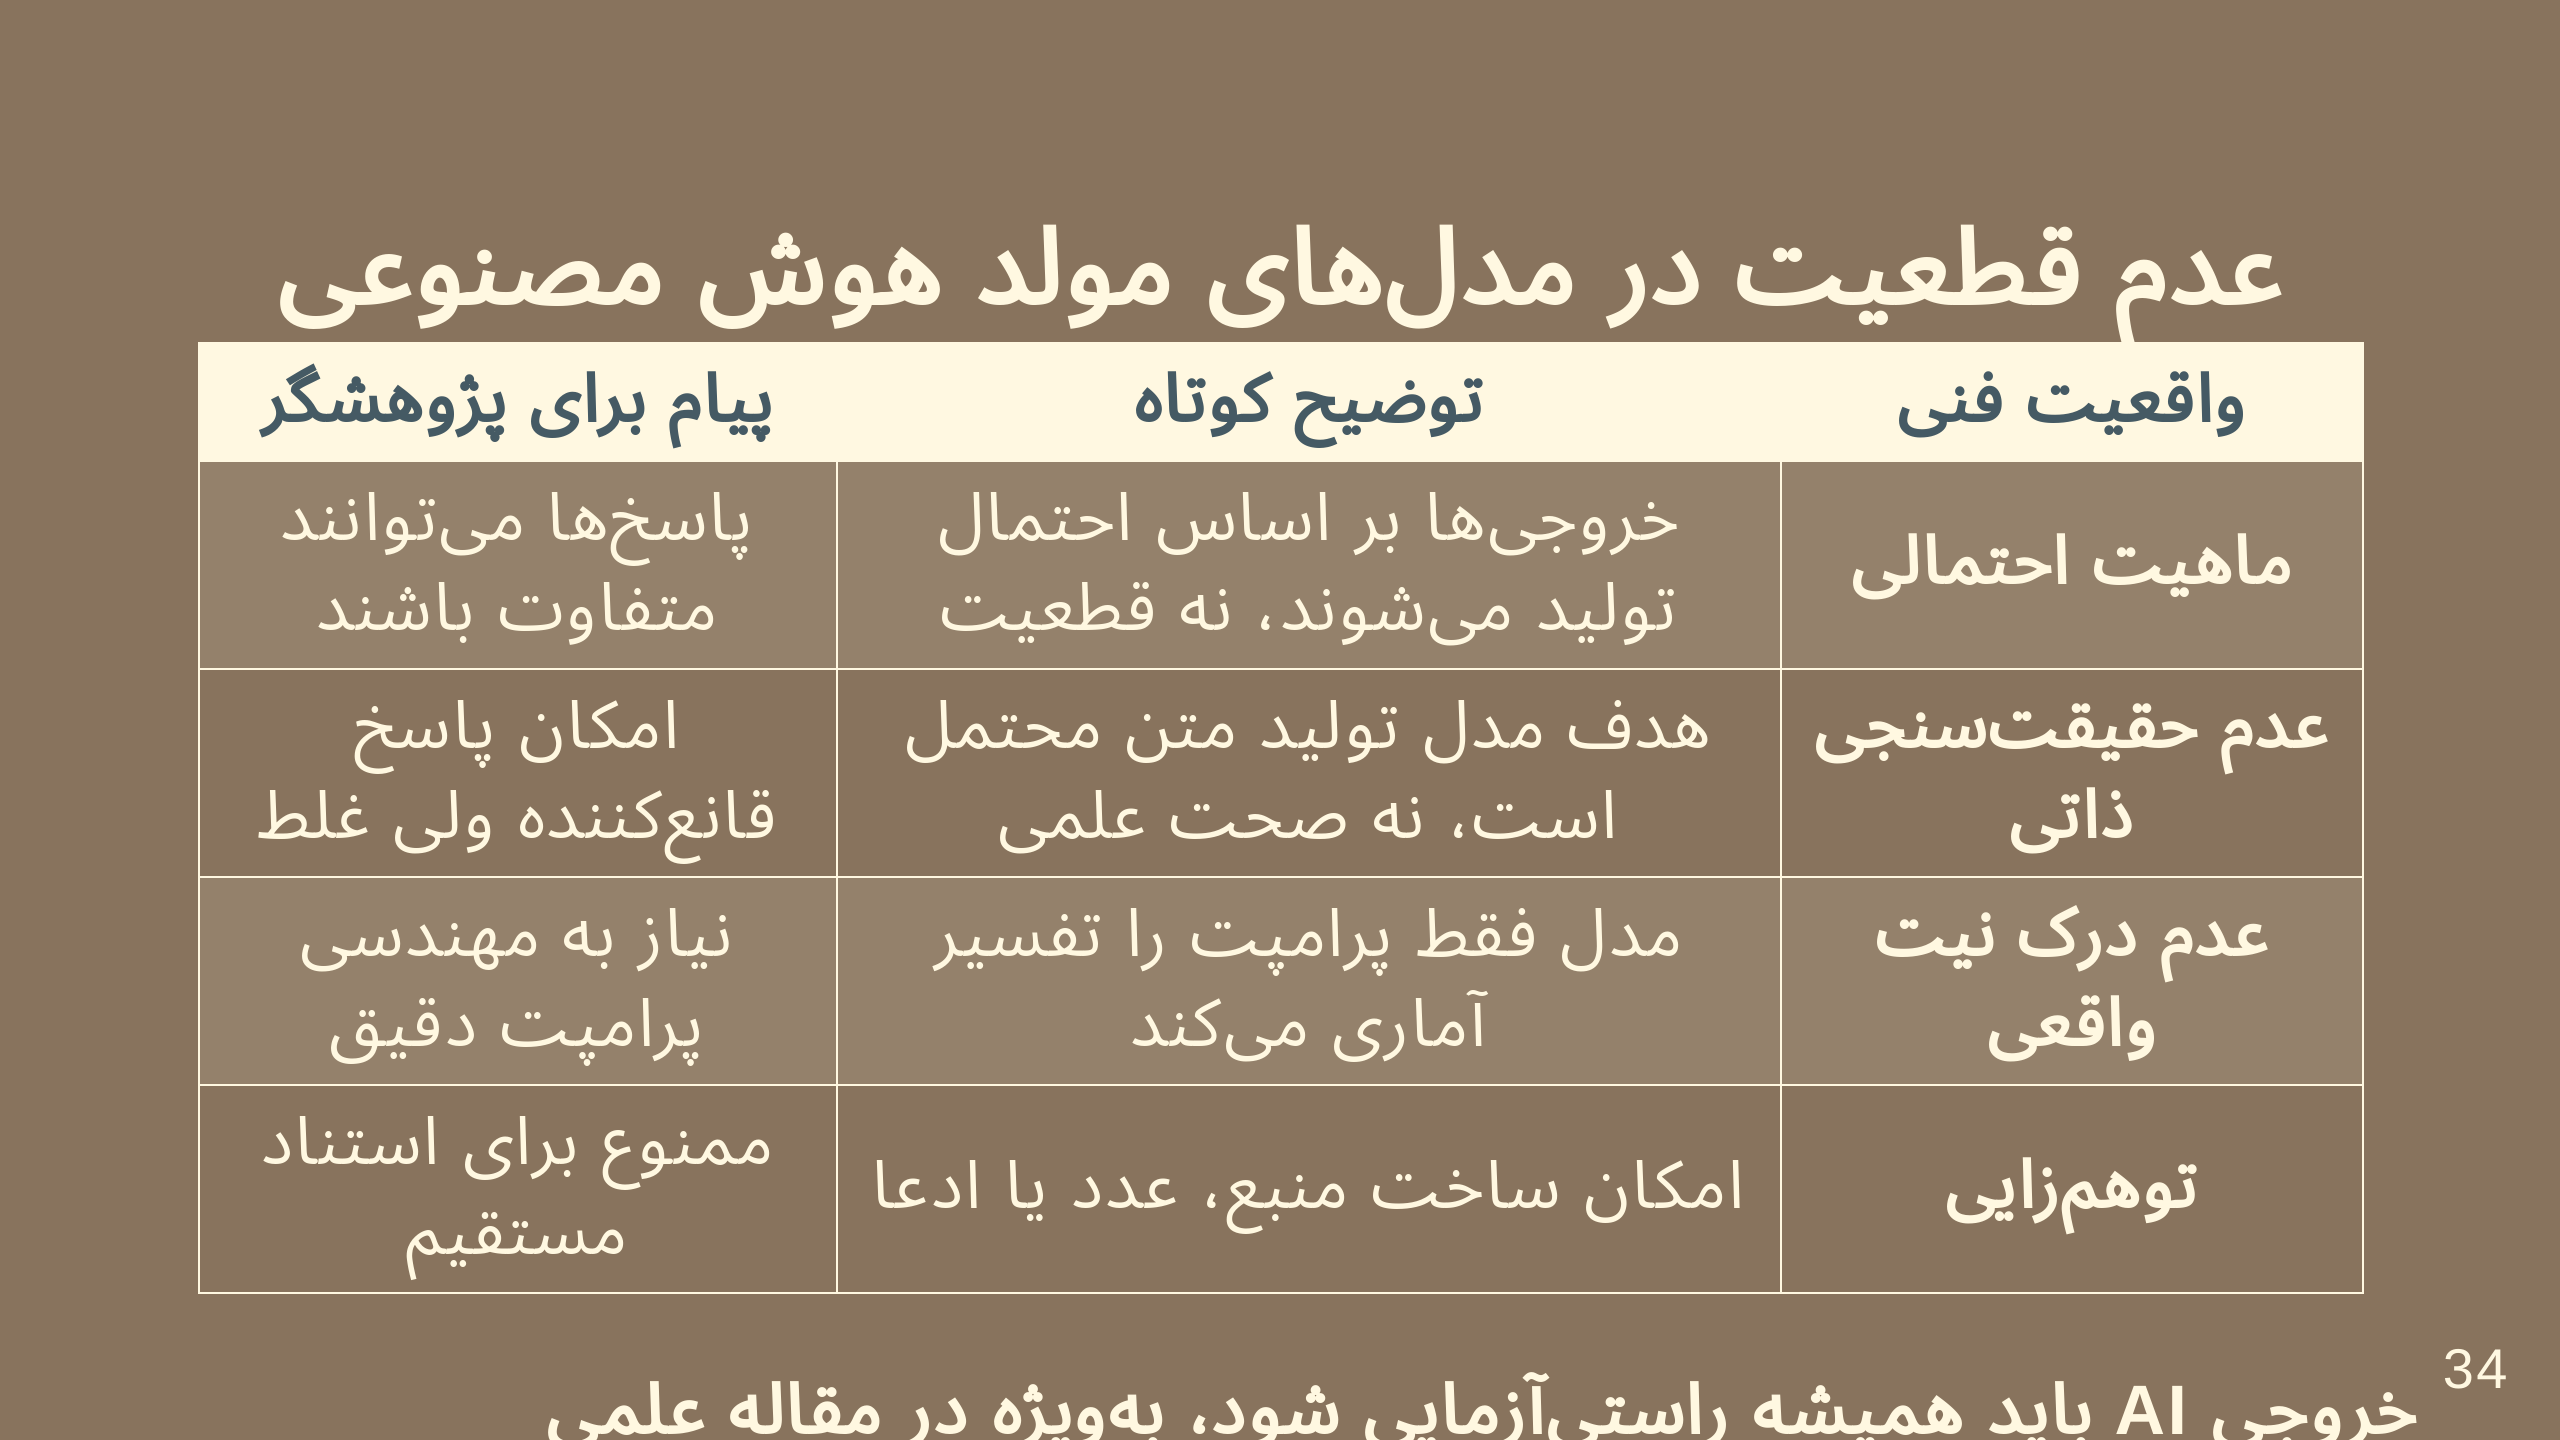 عدم قطعیت در مدل‌های مولد هوش مصنوعی
واقعیت فنی
توضیح کوتاه
پیام برای پژوهشگر
ماهیت احتمالی
خروجی‌ها بر اساس احتمال
تولید می‌شوند، نه قطعیت
پاسخ‌ها می‌توانند
متفاوت باشند
عدم حقیقت‌سنجی
ذاتی
هدف مدل تولید متن محتمل
است، نه صحت علمی
امکان پاسخ
قانع‌کننده ولی غلط
عدم درک نیت
واقعی
مدل فقط پرامپت را تفسیر
آماری می‌کند
نیاز به مهندسی
پرامپت دقیق
توهم‌زایی
امکان ساخت منبع، عدد یا ادعا
ممنوع برای استناد
مستقیم
34
خروجی AI باید همیشه راستی‌آزمایی شود، به‌ویژه در مقاله علمی